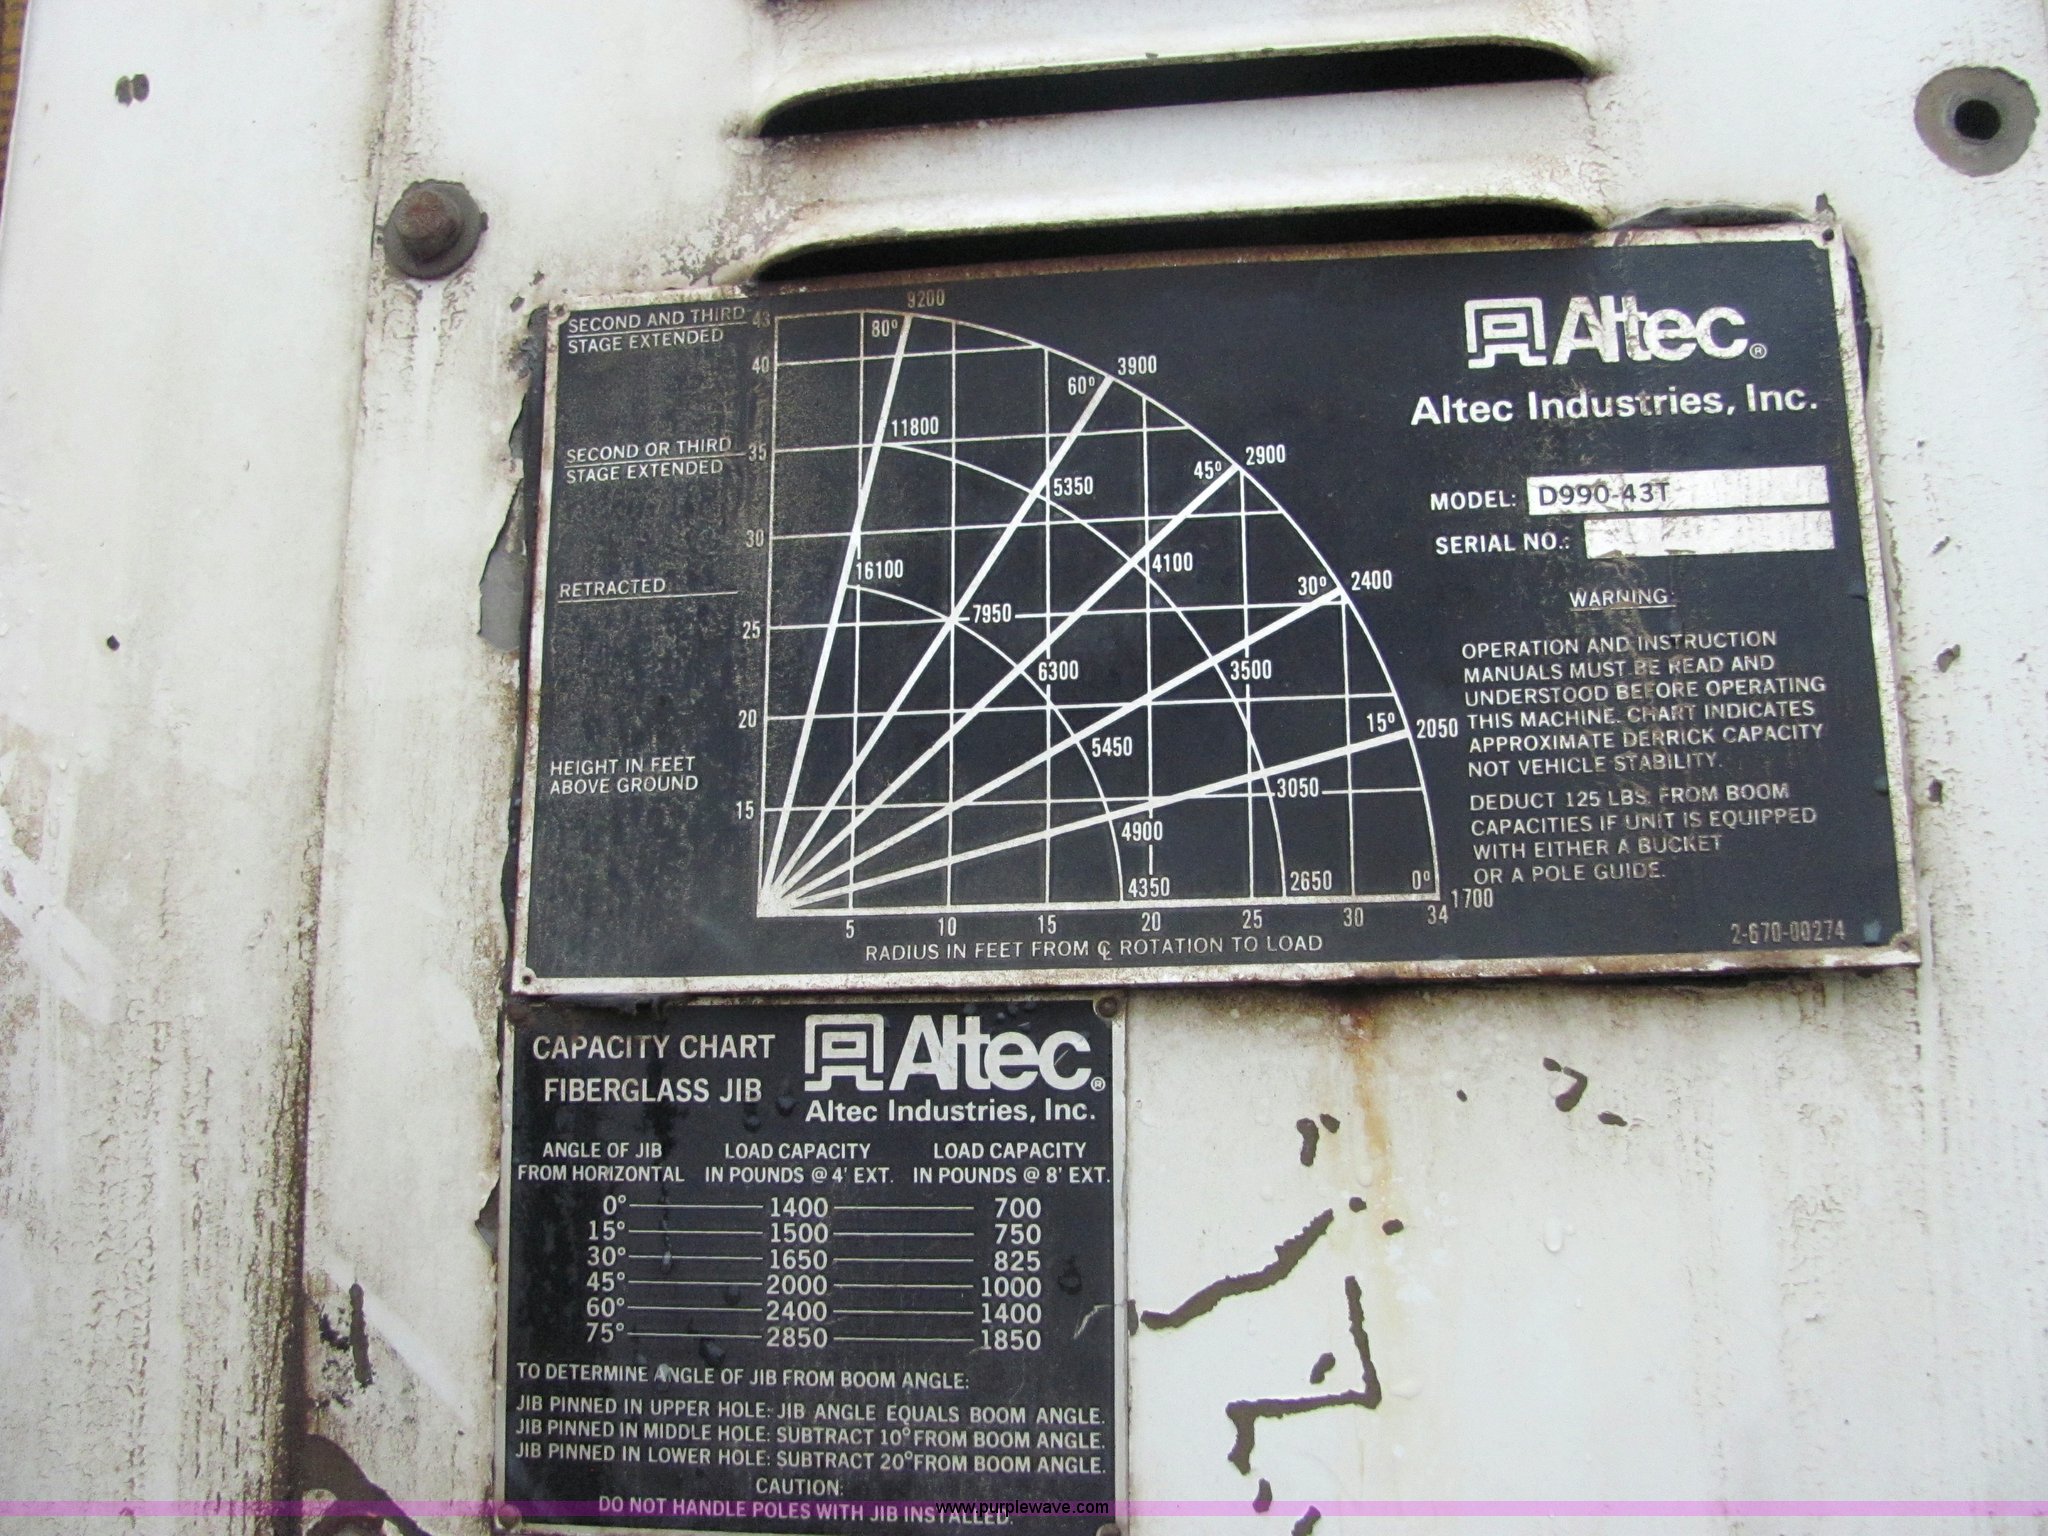 SECOND AND THIRD
STAGE EXTENDED
SECOND OR THIRD
STAGE EXTENDED
RETRACTED
HEIGHT IN FEET
ABOVE GROUND
43
40
35
30
25
20
15
9200
80°
60° 3900
11800
45° 2900
5350
16100
4100
30° 2400
7950
6300
3500
15° 2050
5450
3050
4900
4350
2650
0°
1700
5 10 15 20 25 30 34
RADIUS IN FEET FROM ℄ ROTATION TO LOAD
Altec®
Altec Industries, Inc.
MODEL: D990-43T
SERIAL NO.:
WARNING:
OPERATION AND INSTRUCTION
MANUALS MUST BE READ AND
UNDERSTOOD BEFORE OPERATING
THIS MACHINE. CHART INDICATES
APPROXIMATE DERRICK CAPACITY
NOT VEHICLE STABILITY.
DEDUCT 125 LBS. FROM BOOM
CAPACITIES IF UNIT IS EQUIPPED
WITH EITHER A BUCKET
OR A POLE GUIDE.
2-670-00274
CAPACITY CHART
FIBERGLASS JIB
Altec®
Altec Industries, Inc.
ANGLE OF JIB LOAD CAPACITY LOAD CAPACITY
FROM HORIZONTAL IN POUNDS @ 4' EXT. IN POUNDS @ 8' EXT.
0° 1400 700
15° 1500 750
30° 1650 825
45° 2000 1000
60° 2400 1400
75° 2850 1850
TO DETERMINE ANGLE OF JIB FROM BOOM ANGLE:
JIB PINNED IN UPPER HOLE: JIB ANGLE EQUALS BOOM ANGLE.
JIB PINNED IN MIDDLE HOLE: SUBTRACT 10° FROM BOOM ANGLE.
JIB PINNED IN LOWER HOLE: SUBTRACT 20° FROM BOOM ANGLE.
CAUTION:
DO NOT HANDLE POLES WITH JIB INSTALLED.
www.purplewave.com